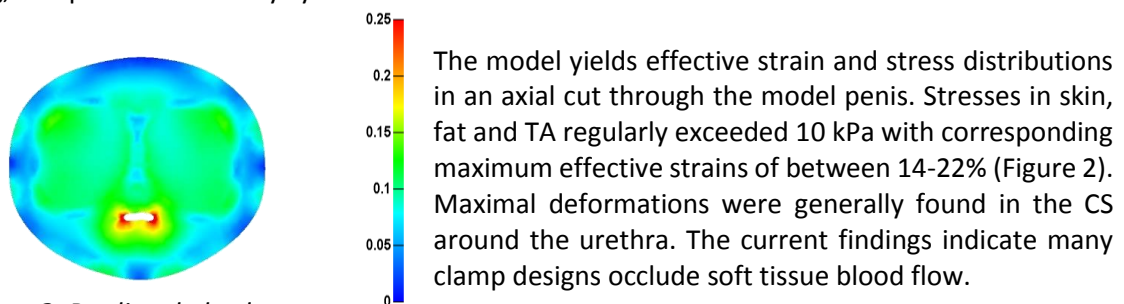 0.25
0.2
0.15
0.1
0.05
0
The model yields effective strain and stress distributions
in an axial cut through the model penis. Stresses in skin,
fat and TA regularly exceeded 10 kPa with corresponding
maximum effective strains of between 14-22% (Figure 2).
Maximal deformations were generally found in the CS
around the urethra. The current findings indicate many
clamp designs occlude soft tissue blood flow.